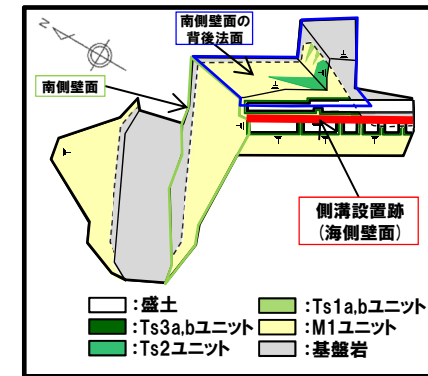 N
南側壁面の
背後法面
南側壁面
側溝設置跡
(海側壁面)
:盛土
:Ts1a,bユニット
:Ts3a,bユニット
:M1ユニット
:Ts2ユニット
:基盤岩